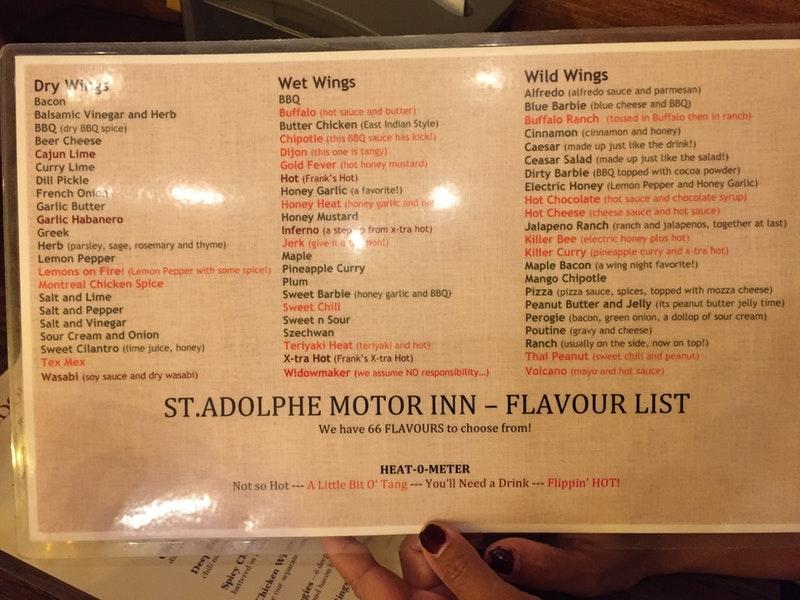 Dry Wings
Bacon
Balsamic Vinegar and Herb
BBQ (dry BBQ spice)
Beer Cheese
Cajun Lime
Curry Lime
Dill Pickle
French Onion
Garlic Butter
Garlic Habanero
Greek
Herb (parsley, sage, rosemary and thyme)
Lemon Pepper
Lemons on Fire! (Lemon Pepper with some spice!)
Montreal Chicken Spice
Salt and Lime
Salt and Pepper
Salt and Vinegar
Sour Cream and Onion
Sweet Cilantro (lime juice, honey)
Tex Mex
Wasabi (soy sauce and dry wasabi)
Wet Wings
BBQ
Buffalo (hot sauce and butter)
Butter Chicken (East Indian Style)
Chipotle (this BBQ sauce has kick!)
Dijon (this one is tangy)
Gold Fever (hot honey mustard)
Hot (Frank's Hot)
Honey Garlic (a favorite!)
Honey Heat (honey garlic and
Honey Mustard
Inferno (a step up from x-tra hot)
Jerk (give it a
Maple
Pineapple Curry
Plum
Sweet Barbie (honey garlic and BBQ)
Sweet Chili
Sweet n Sour
Szechwan
Teriyaki Heat (teriyaki and hot)
X-tra Hot (Frank's X-tra Hot)
Widowmaker (we assume NO responsibility...)
Wild Wings
Alfredo (alfredo sauce and parmesan)
Blue Barbie (blue cheese and BBQ)
Buffalo Ranch (tossed in Buffalo then in ranch)
Cinnamon (cinnamon and honey)
Caesar (made up just like the drink!)
Ceasar Salad (made up just like the salad!)
Dirty Barbie (BBQ topped with cocoa powder)
Electric Honey (Lemon Pepper and Honey Garlic)
Hot Chocolate (hot sauce and chocolate syrup)
Hot Cheese (cheese sauce and hot sauce)
Jalapeno Ranch (ranch and jalapenos, together at last)
Killer Bee (electric honey plus hot)
Killer Curry (pineapple curry and x-tra hot)
Maple Bacon (a wing night favorite!)
Mango Chipotle
Pizza (pizza sauce, spices, topped with mozza cheese)
Peanut Butter and Jelly (its peanut butter jelly time)
Perogie (bacon, green onion, a dollop of sour cream)
Poutine (gravy and cheese)
Ranch (usually on the side, now on top!)
Thai Peanut (sweet chili and peanut)
Volcano (mayo and hot sauce)
ST.ADOLPHE MOTOR INN – FLAVOUR LIST
We have 66 FLAVOURS to choose from!
HEAT-O-METER
Not so Hot --- A Little Bit O' Tang --- You'll Need a Drink --- Flippin' HOT!